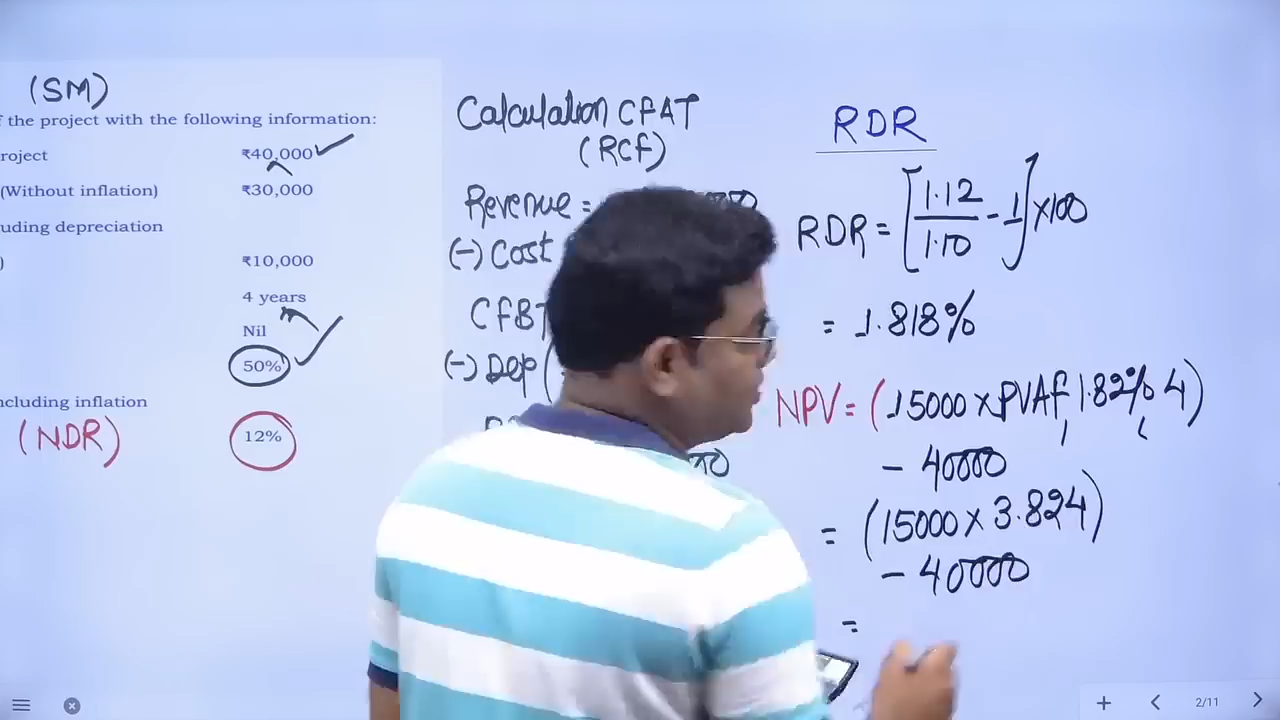 (SM)
f the project with the following information:
roject ₹40,000
(Without inflation) ₹30,000
uding depreciation
) ₹10,000
4 years
Nil
50%
ncluding inflation
(NDR) 12%
Calculation CFAT
(RCF)
Revenue =
(-) Cost
CFBT
(-) Dep (
RDR
RDR = [1.12/1.10 - 1] × 100
= 1.818%
NPV = (15000 × PVAF 1.82% 4)
- 40000
= (15000 × 3.824)
- 40000
=
2/11